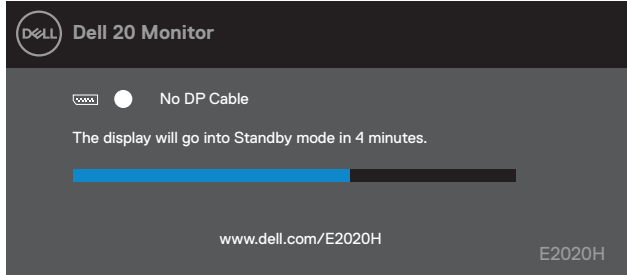 DELL Dell 20 Monitor
No DP Cable
The display will go into Standby mode in 4 minutes.
www.dell.com/E2020H
E2020H